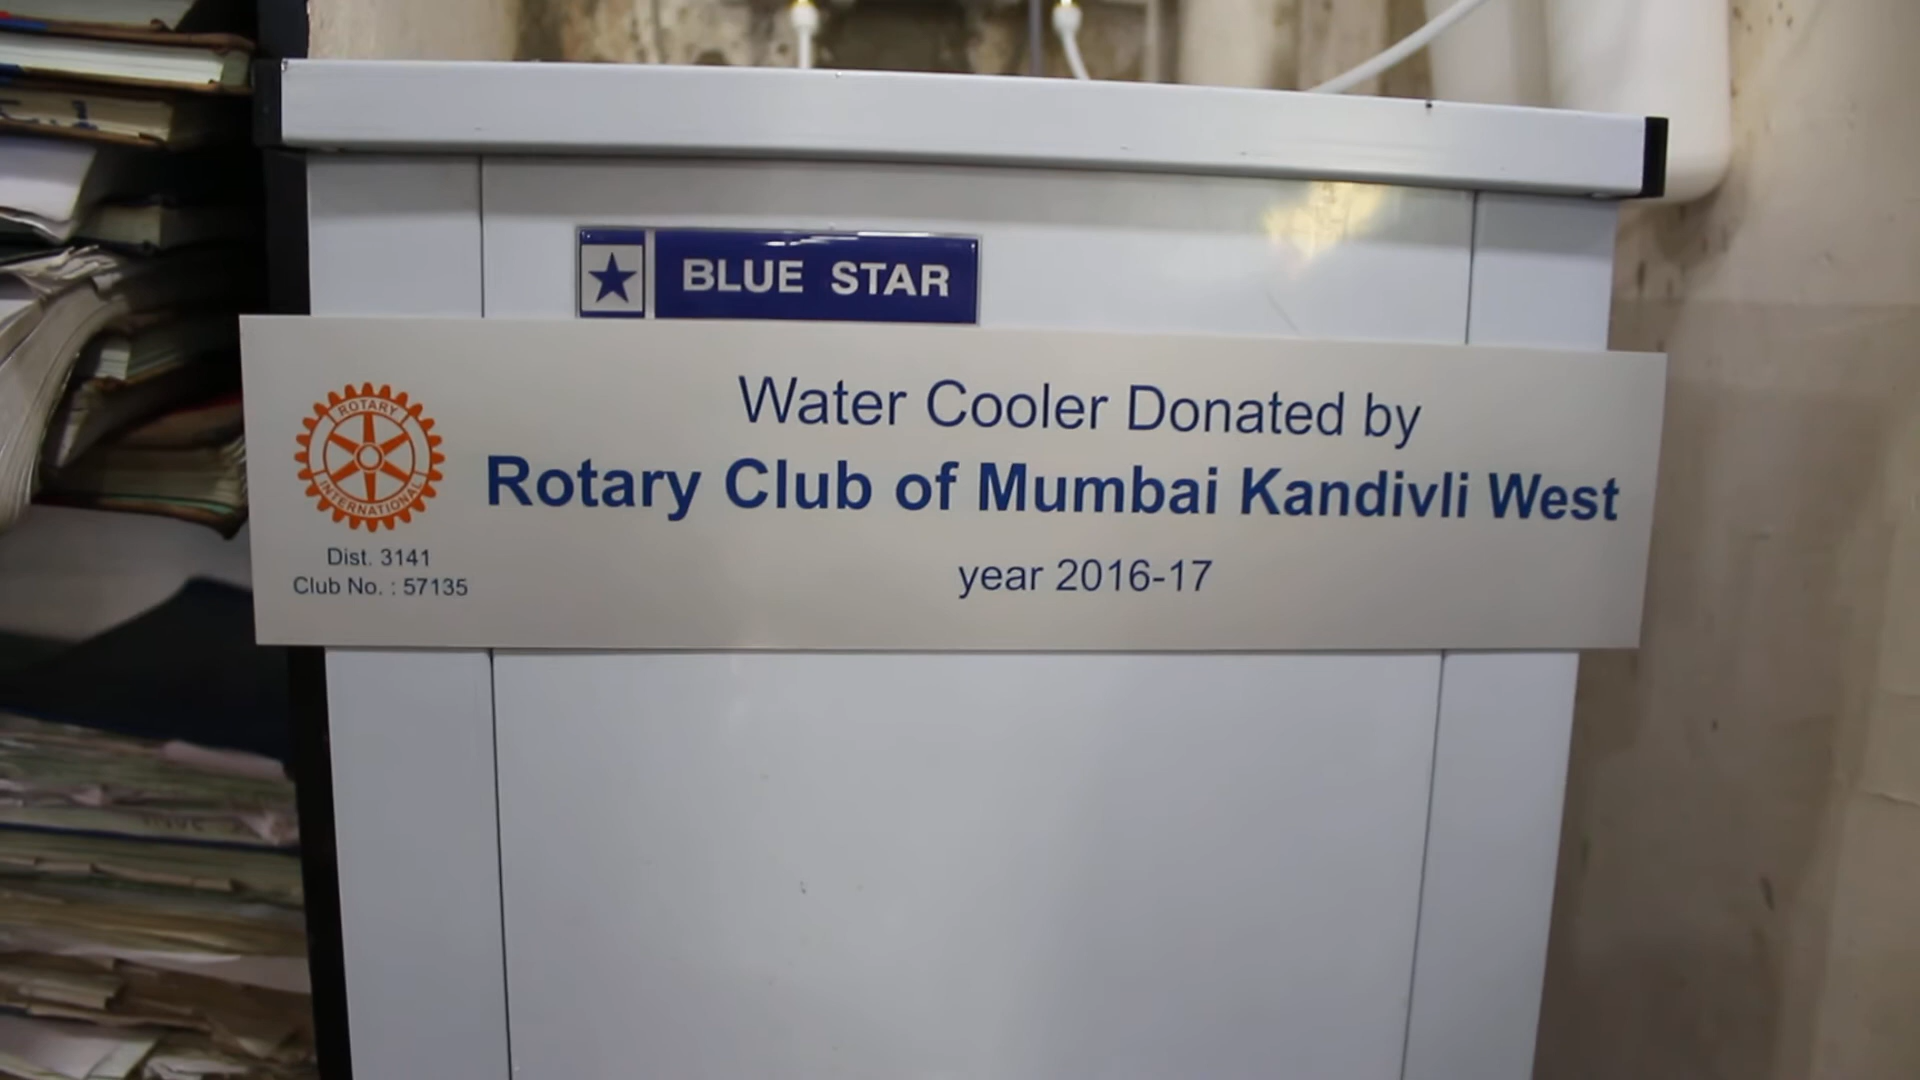 BLUE STAR
Water Cooler Donated by
Rotary Club of Mumbai Kandivli West
year 2016-17
ROTARY
INTERNATIONAL
Dist. 3141
Club No. : 57135